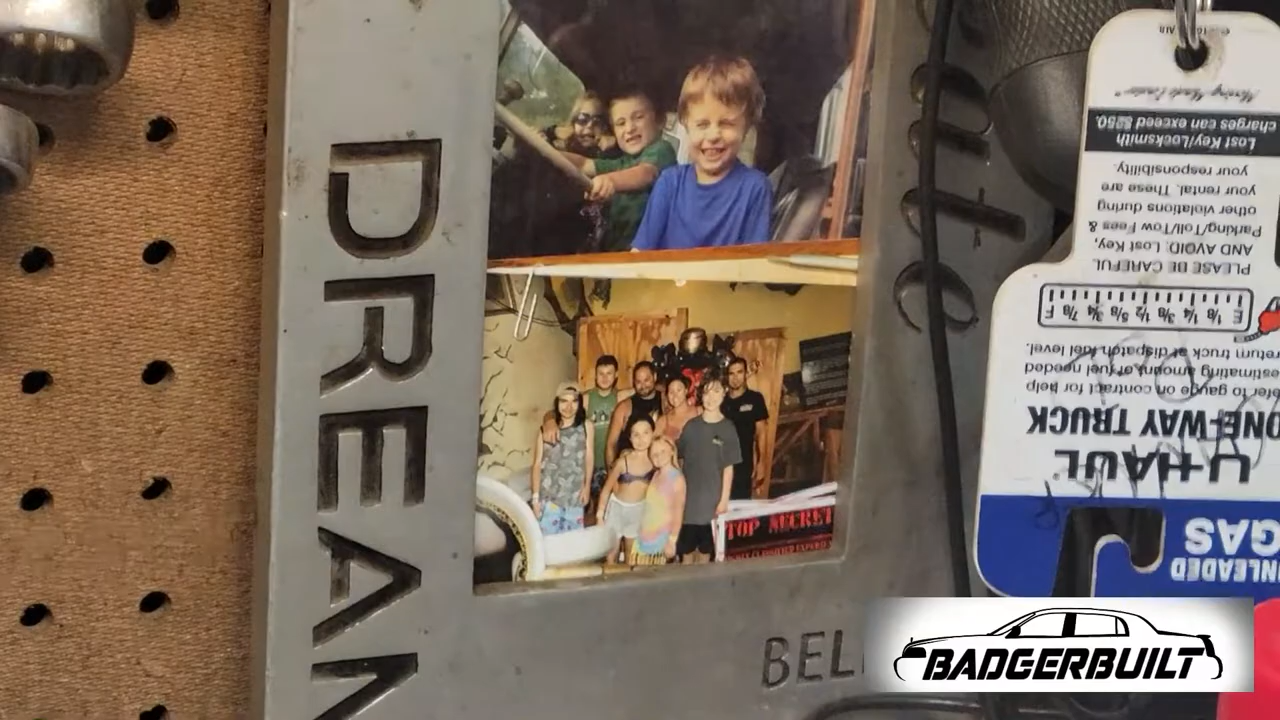 DREAM
ute
BEL
TOP SECRET
Lost Key/Locksmith
charges can exceed $250.
PLEASE BE CAREFUL
AND AVOID: Lost Key,
Parking/Toll/Tow Fees &
other violations during
your rental. These are
your responsibility.
E 1/8 1/4 3/8 1/2 5/8 3/4 7/8 F
to gauge on contract for help
estimating amount of fuel needed
return truck at dispatch fuel level.
ONE-WAY TRUCK
U-HAUL
UNLEADED
GAS
BADGERBUILT